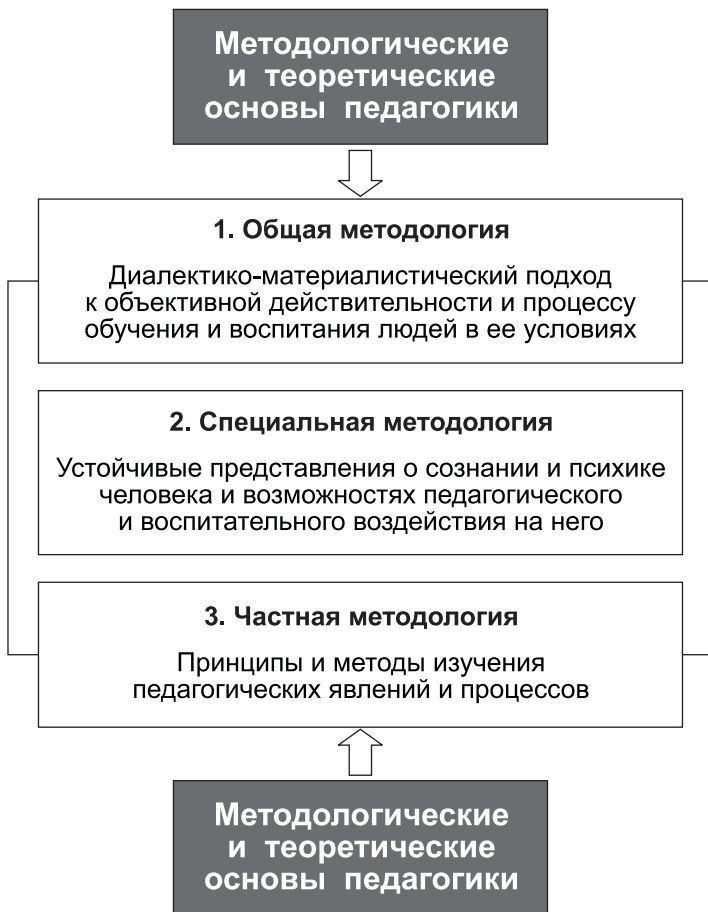 Методологические
и теоретические
основы педагогики
1. Общая методология
Диалектико-материалистический подход
к объективной действительности и процессу
обучения и воспитания людей в ее условиях
2. Специальная методология
Устойчивые представления о сознании и психике
человека и возможностях педагогического
и воспитательного воздействия на него
3. Частная методология
Принципы и методы изучения
педагогических явлений и процессов
Методологические
и теоретические
основы педагогики